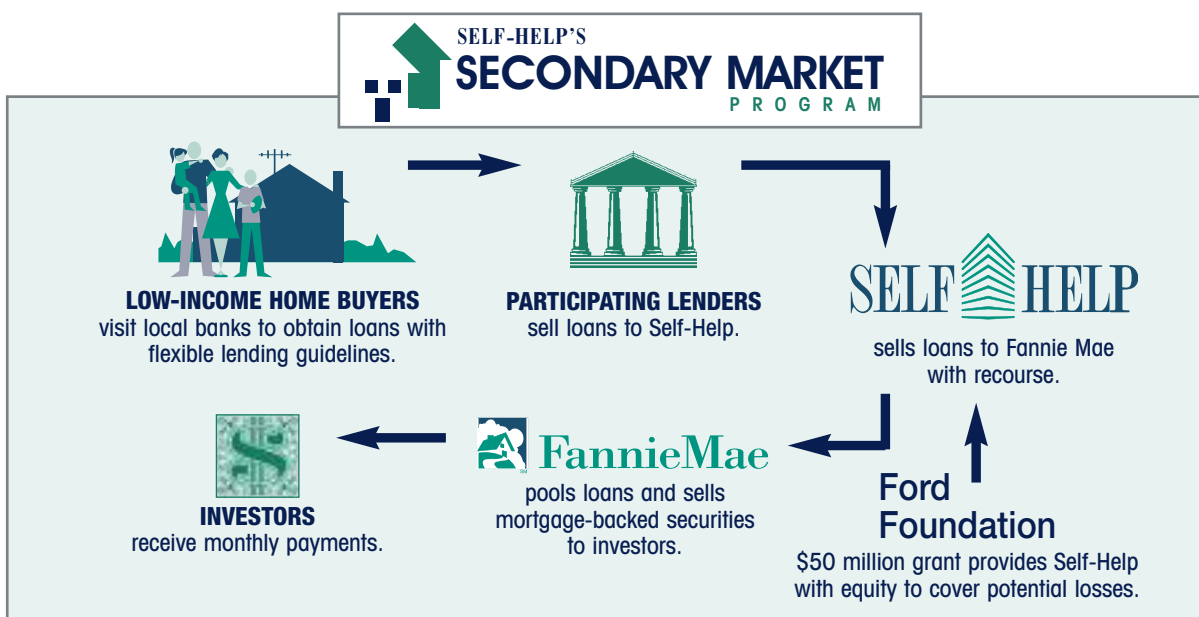 SELF-HELP'S
SECONDARY MARKET
PROGRAM
LOW-INCOME HOME BUYERS
visit local banks to obtain loans with
flexible lending guidelines.
PARTICIPATING LENDERS
sell loans to Self-Help.
SELF HELP
sells loans to Fannie Mae
with recourse.
INVESTORS
receive monthly payments.
FannieMae
SM
pools loans and sells
mortgage-backed securities
to investors.
Ford
Foundation
$50 million grant provides Self-Help
with equity to cover potential losses.